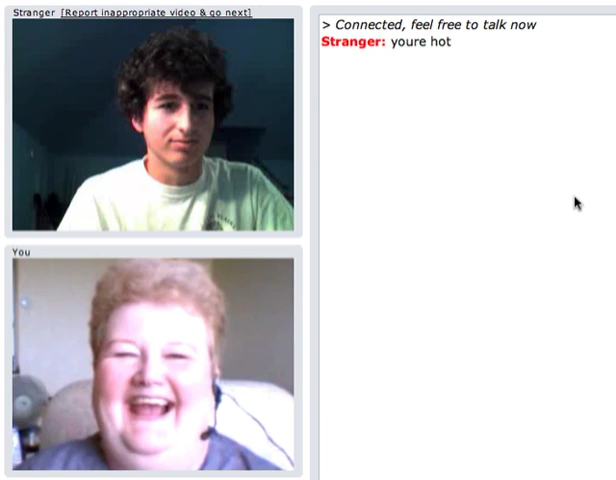 Stranger [Report inappropriate video & go next]
You
> Connected, feel free to talk now
Stranger: youre hot